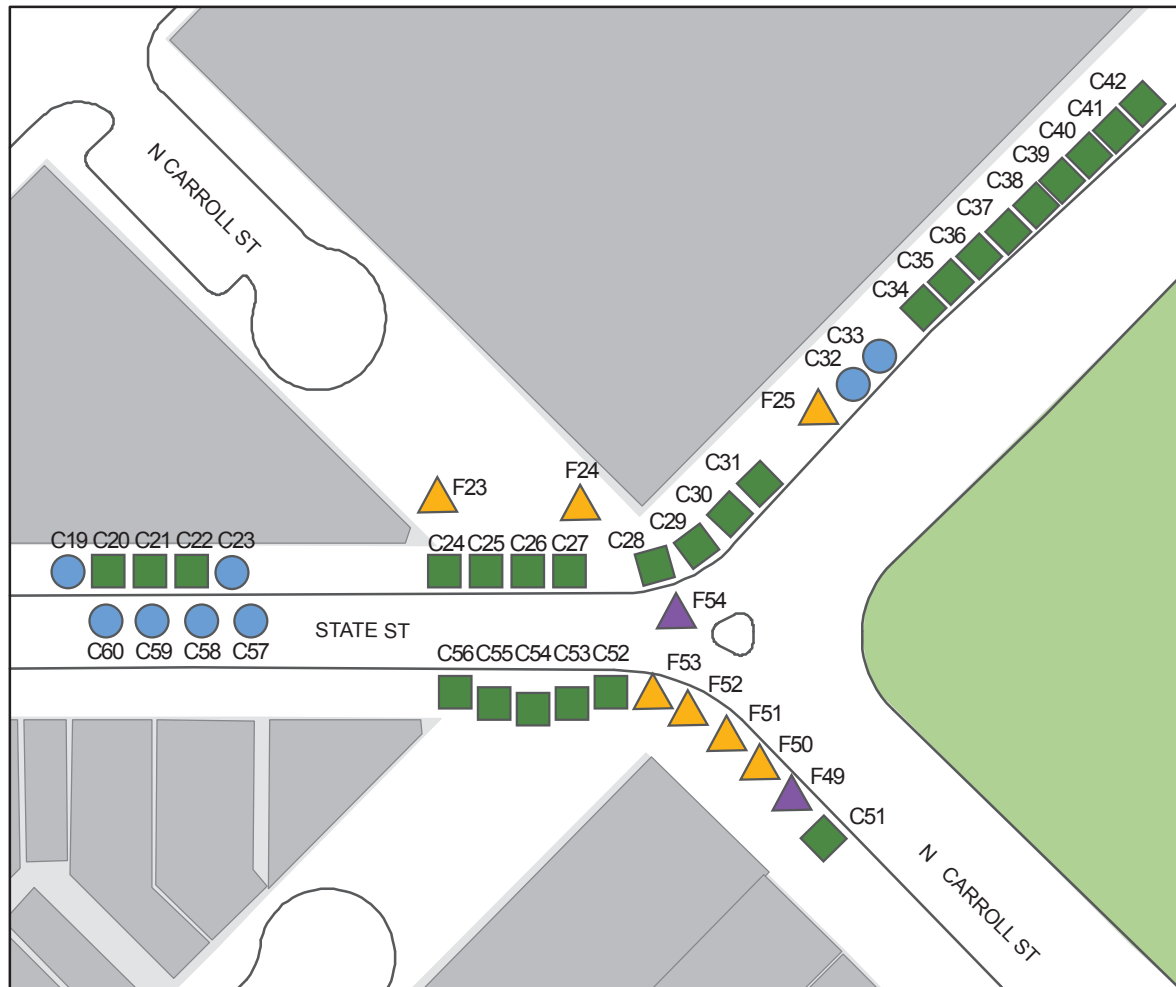 C42
C41
C40
C39
C38
C37
C36
C35
C34
C33
C32
F25
N CARROLL ST
C31
C30
C29
C28
F24
F23
C19 C20 C21 C22 C23
C24 C25 C26 C27
F54
STATE ST
C60 C59 C58 C57
C56 C55 C54 C53 C52
F53
F52
F51
F50
F49
C51
N CARROLL ST